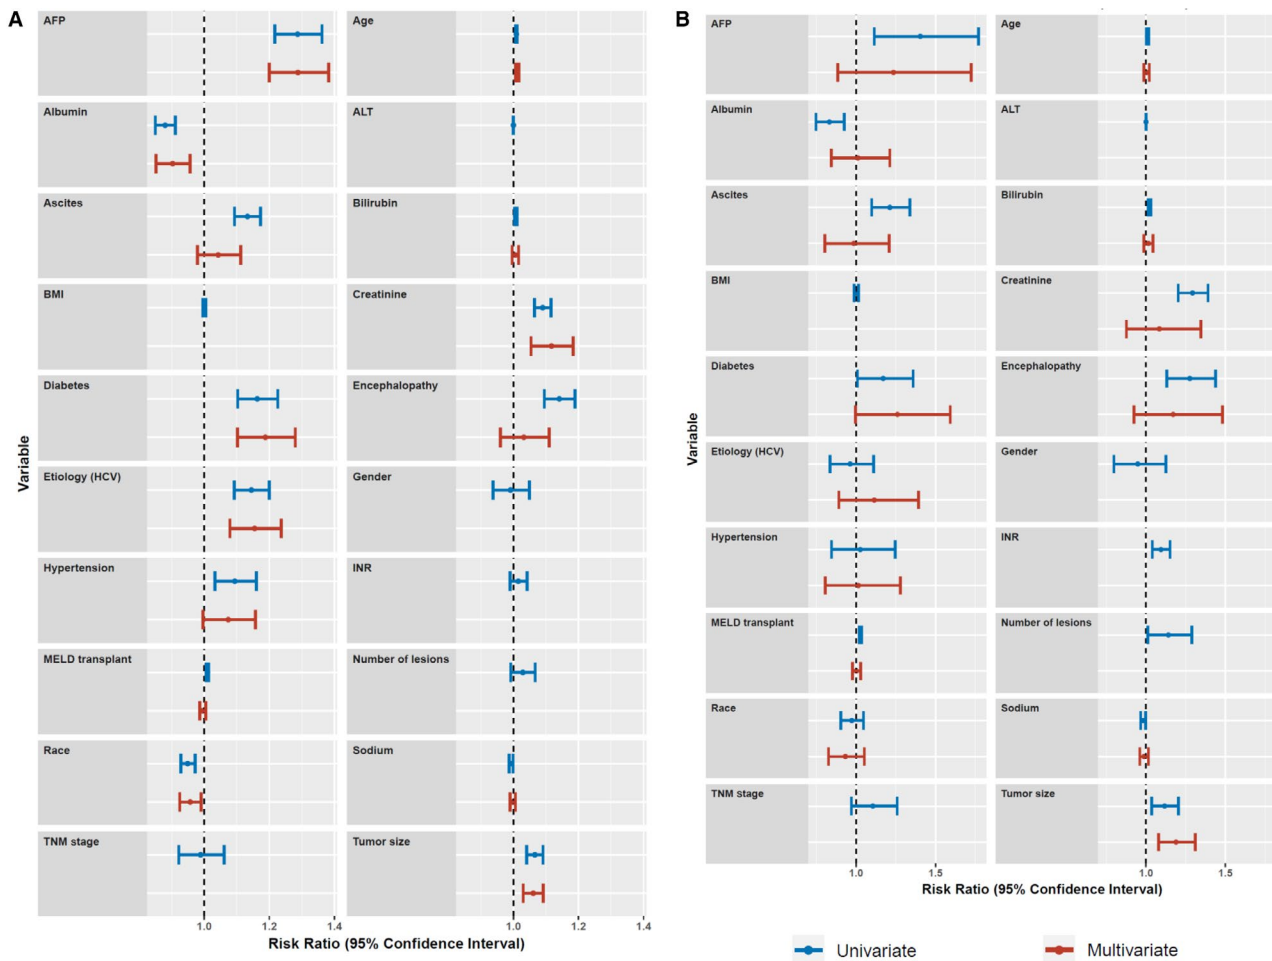 A
AFP
Age
Albumin
ALT
Ascites
Bilirubin
BMI
Creatinine
Diabetes
Encephalopathy
Etiology (HCV)
Gender
Hypertension
INR
MELD transplant
Number of lesions
Race
Sodium
TNM stage
Tumor size
Variable
1.0 1.2 1.4 1.0 1.2 1.4
Risk Ratio (95% Confidence Interval)
B
AFP
Age
Albumin
ALT
Ascites
Bilirubin
BMI
Creatinine
Diabetes
Encephalopathy
Etiology (HCV)
Gender
Hypertension
INR
MELD transplant
Number of lesions
Race
Sodium
TNM stage
Tumor size
Variable
1.0 1.5 1.0 1.5
Risk Ratio (95% Confidence Interval)
Univariate Multivariate